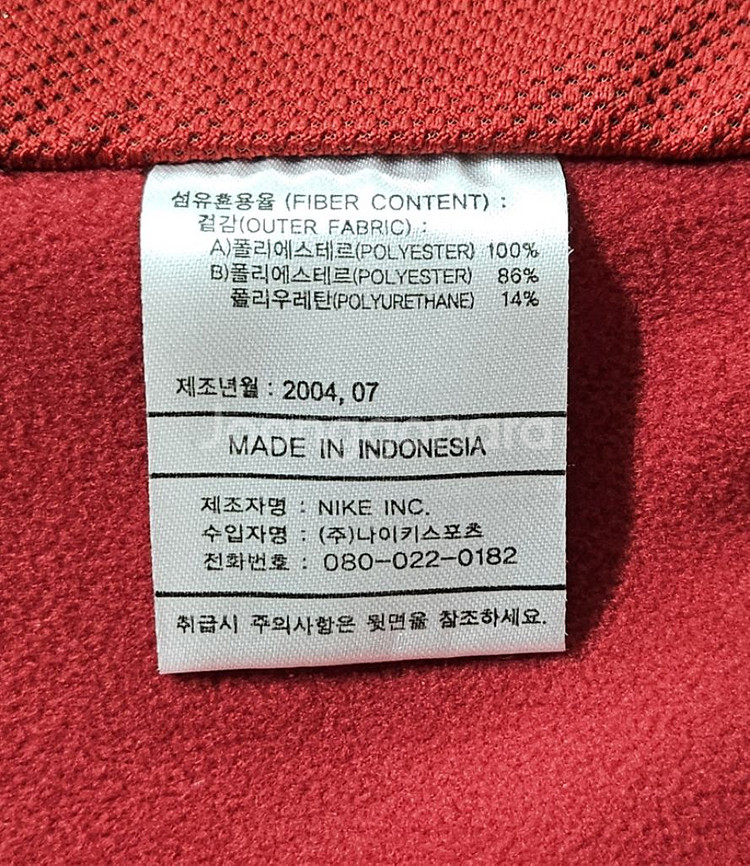 섬유혼용율 (FIBER CONTENT) :
겉감(OUTER FABRIC) :
A)폴리에스테르(POLYESTER) 100%
B)폴리에스테르(POLYESTER) 86%
폴리우레탄(POLYURETHANE) 14%
제조년월 : 2004, 07
MADE IN INDONESIA
제조자명 : NIKE INC.
수입자명 : (주)나이키스포츠
전화번호 : 080-022-0182
취급시 주의사항은 뒷면을 참조하세요.